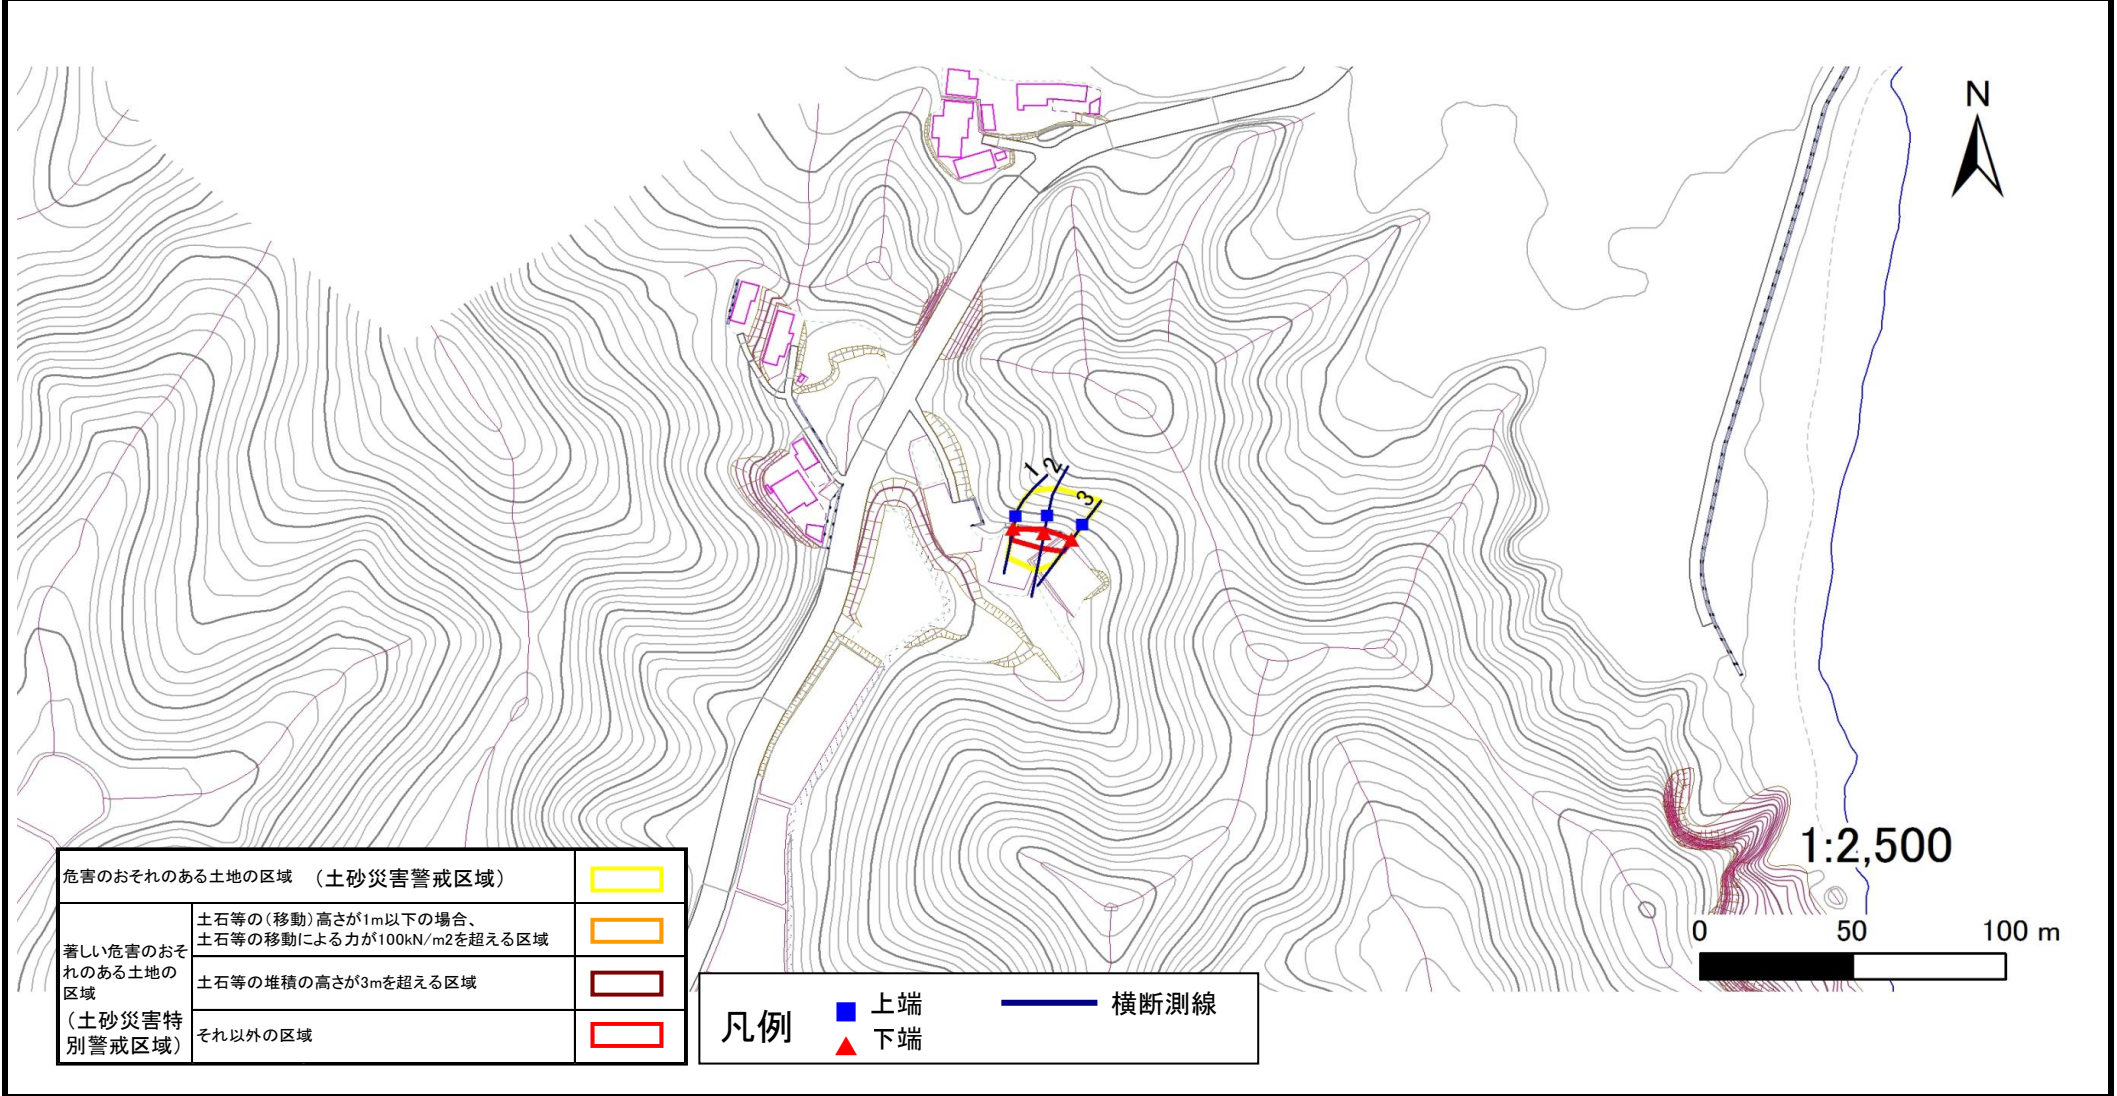 N
1
2
3
1:2,500
0 50 100 m
危害のおそれのある土地の区域 （土砂災害警戒区域）
著しい危害のおそ
れのある土地の
区域
（土砂災害特
別警戒区域）
土石等の（移動）高さが1m以下の場合、
土石等の移動による力が100kN/m2を超える区域
土石等の堆積の高さが3mを超える区域
それ以外の区域
凡例
上端
下端
横断測線